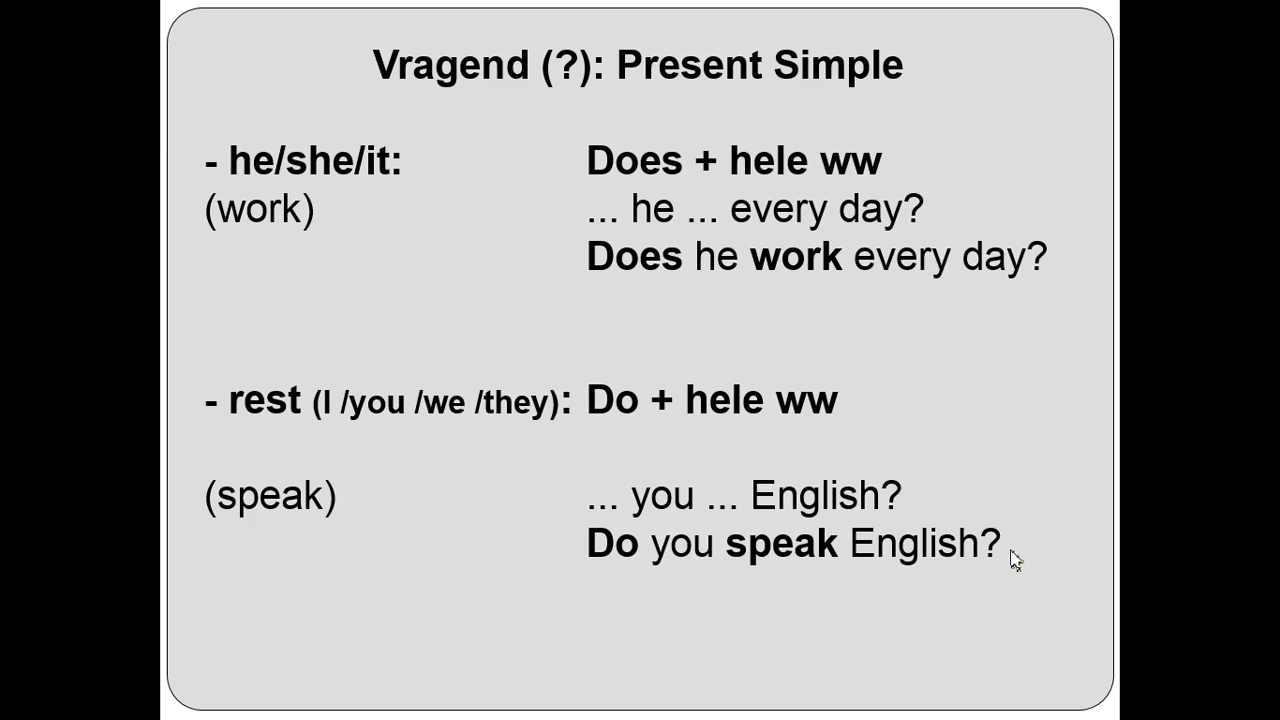 Vragend (?): Present Simple
- he/she/it: Does + hele ww
(work) ... he ... every day?
Does he work every day?
- rest (I /you /we /they): Do + hele ww
(speak) ... you ... English?
Do you speak English?